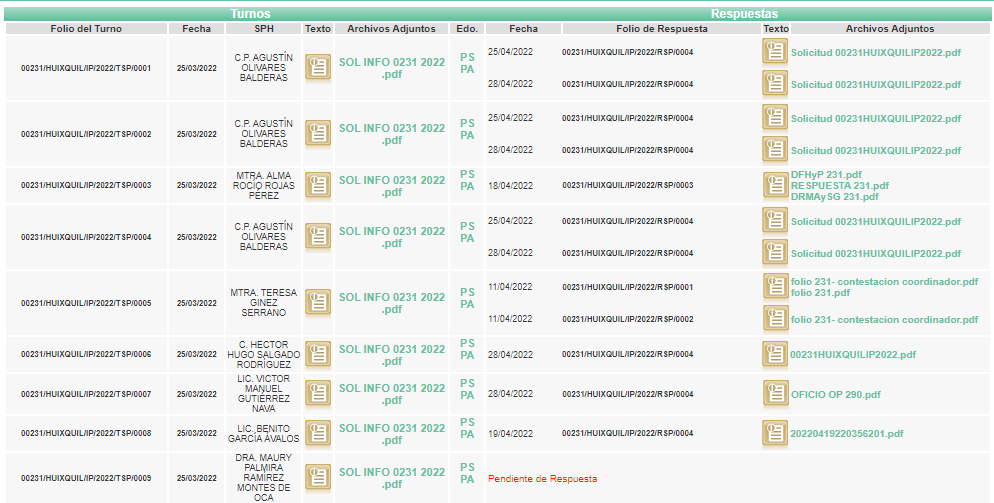 Turnos Respuestas
Folio del Turno Fecha SPH Texto Archivos Adjuntos Edo. Fecha Folio de Respuesta Texto Archivos Adjuntos
00231/HUIXQUIL/IP/2022/TSP/0001 25/03/2022
C.P. AGUSTÍN
OLIVARES
BALDERAS
SOL INFO 0231 2022
.pdf
PS
PA
25/04/2022 00231/HUIXQUIL/IP/2022/RSP/0004 Solicitud 00231HUIXQUILIP2022.pdf
28/04/2022 00231/HUIXQUIL/IP/2022/RSP/0004 Solicitud 00231HUIXQUILIP2022.pdf
00231/HUIXQUIL/IP/2022/TSP/0002 25/03/2022
C.P. AGUSTÍN
OLIVARES
BALDERAS
SOL INFO 0231 2022
.pdf
PS
PA
25/04/2022 00231/HUIXQUIL/IP/2022/RSP/0004 Solicitud 00231HUIXQUILIP2022.pdf
28/04/2022 00231/HUIXQUIL/IP/2022/RSP/0004 Solicitud 00231HUIXQUILIP2022.pdf
00231/HUIXQUIL/IP/2022/TSP/0003 25/03/2022
MTRA. ALMA
ROCIO ROJAS
PÉREZ
SOL INFO 0231 2022
.pdf
PS
PA
18/04/2022 00231/HUIXQUIL/IP/2022/RSP/0003
DFHyP 231.pdf
RESPUESTA 231.pdf
DRMAySG 231.pdf
00231/HUIXQUIL/IP/2022/TSP/0004 25/03/2022
C.P. AGUSTÍN
OLIVARES
BALDERAS
SOL INFO 0231 2022
.pdf
PS
PA
25/04/2022 00231/HUIXQUIL/IP/2022/RSP/0004 Solicitud 00231HUIXQUILIP2022.pdf
28/04/2022 00231/HUIXQUIL/IP/2022/RSP/0004 Solicitud 00231HUIXQUILIP2022.pdf
00231/HUIXQUIL/IP/2022/TSP/0005 25/03/2022
MTRA. TERESA
GINEZ
SERRANO
SOL INFO 0231 2022
.pdf
PS
PA
11/04/2022 00231/HUIXQUIL/IP/2022/RSP/0001
folio 231- contestacion coordinador.pdf
folio 231.pdf
11/04/2022 00231/HUIXQUIL/IP/2022/RSP/0002 folio 231- contestacion coordinador.pdf
00231/HUIXQUIL/IP/2022/TSP/0006 25/03/2022
C. HECTOR
HUGO SALGADO
RODRÍGUEZ
SOL INFO 0231 2022
.pdf
PS
PA
28/04/2022 00231/HUIXQUIL/IP/2022/RSP/0004 00231HUIXQUILIP2022.pdf
00231/HUIXQUIL/IP/2022/TSP/0007 25/03/2022
LIC. VICTOR
MANUEL
GUTIÉRREZ
NAVA
SOL INFO 0231 2022
.pdf
PS
PA
28/04/2022 00231/HUIXQUIL/IP/2022/RSP/0004 OFICIO OP 290.pdf
00231/HUIXQUIL/IP/2022/TSP/0008 25/03/2022
LIC. BENITO
GARCÍA AVALOS
SOL INFO 0231 2022
.pdf
PS
PA
19/04/2022 00231/HUIXQUIL/IP/2022/RSP/0004 20220419220356201.pdf
00231/HUIXQUIL/IP/2022/TSP/0009 25/03/2022
DRA. MAURY
PALMIRA
RAMÍREZ
MONTES DE
OCA
SOL INFO 0231 2022
.pdf
PS
PA
Pendiente de Respuesta